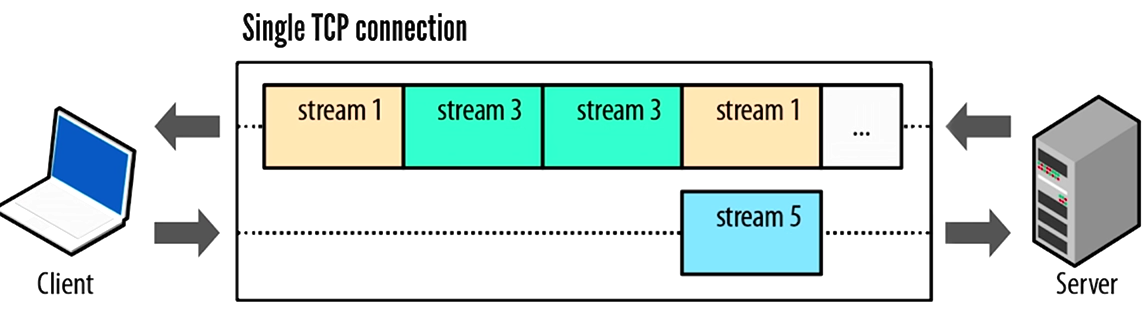 Single TCP connection
stream 1 stream 3 stream 3 stream 1 ...
stream 5
Client
Server